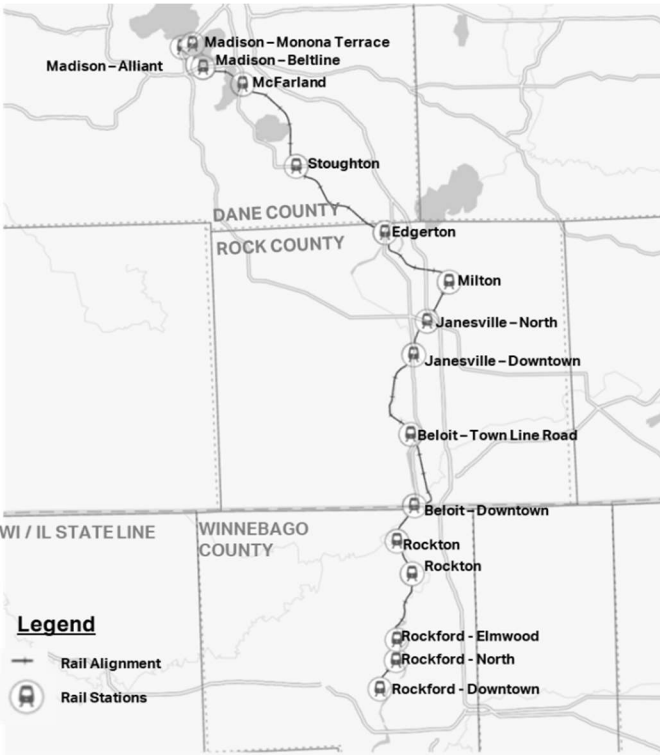 Madison – Monona Terrace
Madison – Alliant
Madison – Beltline
McFarland
Stoughton
DANE COUNTY
Edgerton
ROCK COUNTY
Milton
Janesville – North
Janesville – Downtown
Beloit – Town Line Road
Beloit – Downtown
WI / IL STATE LINE
WINNEBAGO
COUNTY
Rockton
Rockton
Legend
Rail Alignment
Rail Stations
Rockford - Elmwood
Rockford - North
Rockford - Downtown